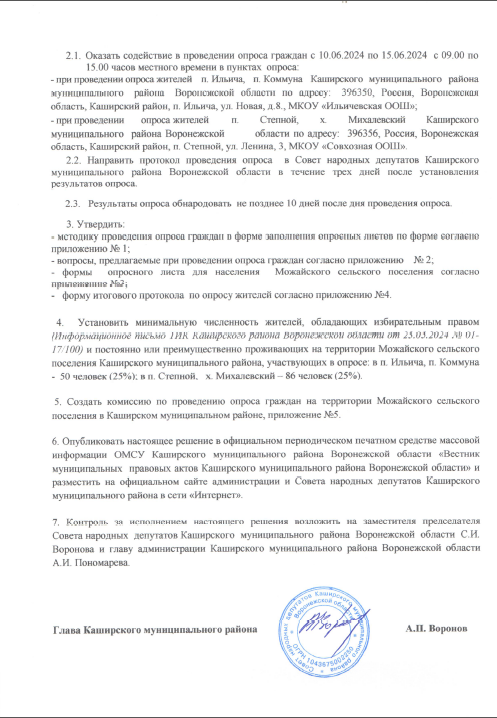 2.1. Оказать содействие в проведении опроса граждан с 10.06.2024 по 15.06.2024 с 09.00 по
15.00 часов местного времени в пунктах опроса:
- при проведении опроса жителей п. Ильича, п. Коммуна Каширского муниципального района
муниципального района Воронежской области по адресу: 396350, Россия, Воронежская
область, Каширский район, п. Ильича, ул. Новая, д.8., МКОУ «Ильичевская ООШ»;
- при проведении опроса жителей п. Степной, х. Михалевский Каширского
муниципального района Воронежской области по адресу: 396356, Россия, Воронежская
область, Каширский район, п. Степной, ул. Ленина, 3, МКОУ «Совхозная ООШ».
2.2. Направить протокол проведения опроса в Совет народных депутатов Каширского
муниципального района Воронежской области в течение трех дней после установления
результатов опроса.
2.3. Результаты опроса обнародовать не позднее 10 дней после дня проведения опроса.
3. Утвердить:
- методику проведения опроса граждан в форме заполнения опросных листов по форме согласно
приложению № 1;
- вопросы, предлагаемые при проведении опроса граждан согласно приложению № 2;
- формы опросного листа для населения Можайского сельского поселения согласно
приложению №3;
- форму итогового протокола по опросу жителей согласно приложению №4.
4. Установить минимальную численность жителей, обладающих избирательным правом
(Информационное письмо ТИК Каширского района Воронежской области от 25.03.2024 № 01-
17/100) и постоянно или преимущественно проживающих на территории Можайского сельского
поселения Каширского муниципального района, участвующих в опросе: в п. Ильича, п. Коммуна
- 50 человек (25%); в п. Степной, х. Михалевский – 86 человек (25%).
5. Создать комиссию по проведению опроса граждан на территории Можайского сельского
поселения в Каширском муниципальном районе, приложение №5.
6. Опубликовать настоящее решение в официальном периодическом печатном средстве массовой
информации ОМСУ Каширского муниципального района Воронежской области «Вестник
муниципальных правовых актов Каширского муниципального района Воронежской области» и
разместить на официальном сайте администрации и Совета народных депутатов Каширского
муниципального района в сети «Интернет».
7. Контроль за исполнением настоящего решения возложить на заместителя председателя
Совета народных депутатов Каширского муниципального района Воронежской области С.И.
Воронова и главу администрации Каширского муниципального района Воронежской области
А.И. Пономарева.
Глава Каширского муниципального района
А.П. Воронов
Совет народных депутатов Каширского муниципального района
Воронежской области
ОГРН 1043675002250